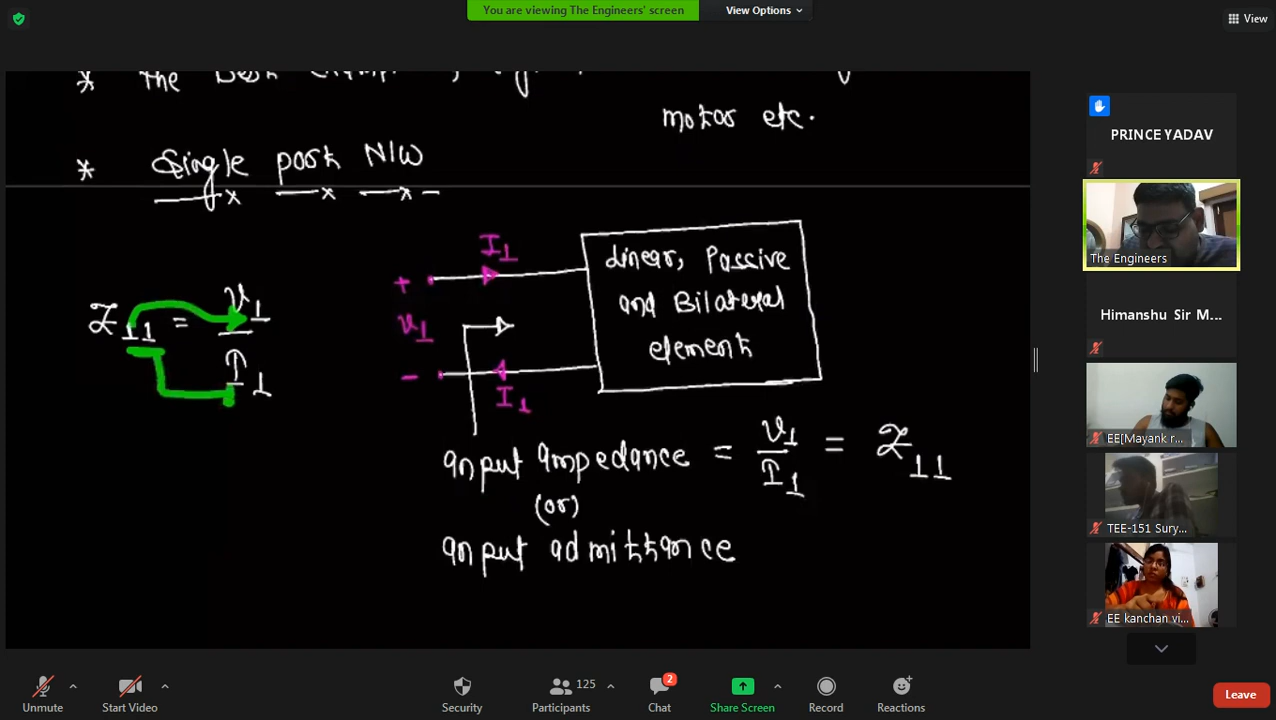 You are viewing The Engineers' screen
View Options
View
* The Best
motor etc.
* Single port N/W
I1
+
V1
-
I1
Linear, Passive
and Bilateral
elements
Z11 = V1
I1
input impedance = V1 = Z11
I1
(or)
input admittance
PRINCE YADAV
The Engineers
Himanshu Sir M...
EE[Mayank r...
TEE-151 Sury...
EE kanchan vi...
Unmute
Start Video
Security
125
Participants
2
Chat
Share Screen
Record
Reactions
Leave